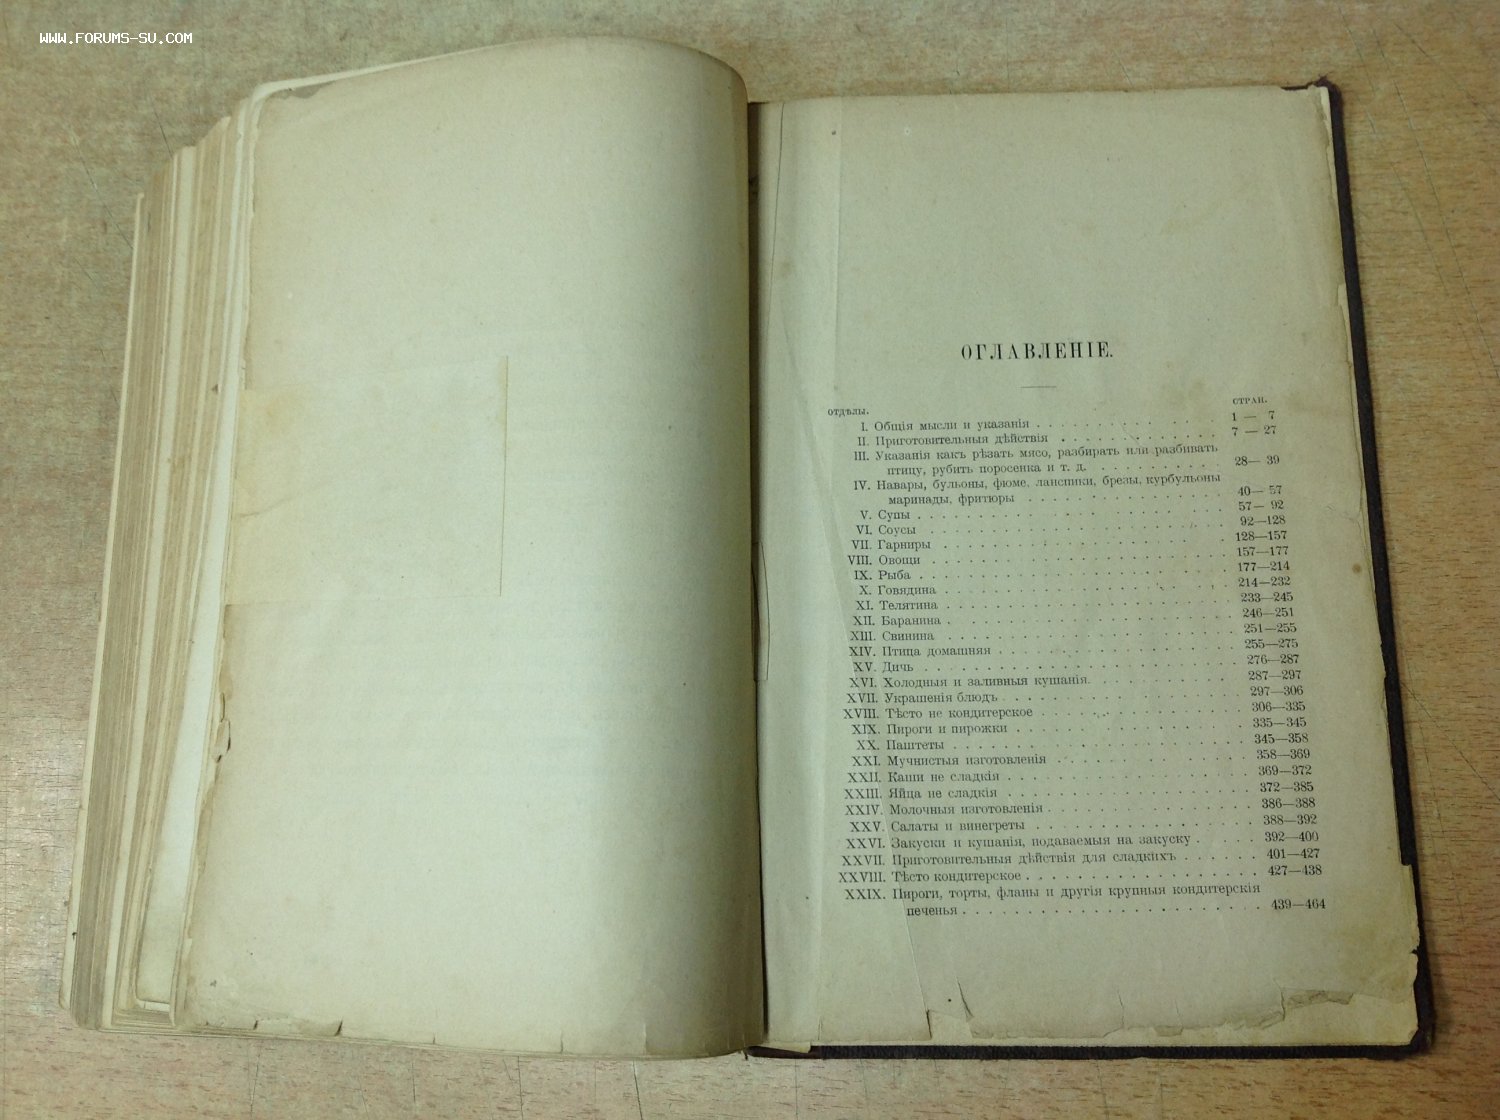 WWW.FORUMS-SU.COM
ОГЛАВЛЕНІЕ.
ОТДѢЛЫ. СТРАН.
I. Общія мысли и указанія . . . . . . . . . . 1 — 7
II. Приготовительныя дѣйствія . . . . . . . . . . 7 — 27
III. Указанія какъ рѣзать мясо, разбирать или разбивать
птицу, рубить поросенка и т. д. . . . . . . . . . 28— 39
IV. Навары, бульоны, фюме, ланспики, брезы, курбульоны
маринады, фритюры . . . . . . . . . . 40— 57
V. Супы . . . . . . . . . . 57— 92
VI. Соусы . . . . . . . . . . 92—128
VII. Гарниры . . . . . . . . . . 128—157
VIII. Овощи . . . . . . . . . . 157—177
IX. Рыба . . . . . . . . . . 177—214
X. Говядина . . . . . . . . . . 214—232
XI. Телятина . . . . . . . . . . 233—245
XII. Баранина . . . . . . . . . . 246—251
XIII. Свинина . . . . . . . . . . 251—255
XIV. Птица домашняя . . . . . . . . . . 255—275
XV. Дичь . . . . . . . . . . 276—287
XVI. Холодныя и заливныя кушанія. . . . . . . . . . 287—297
XVII. Украшенія блюдъ . . . . . . . . . . 297—306
XVIII. Тѣсто не кондитерское . . . . . . . . . . 306—335
XIX. Пироги и пирожки . . . . . . . . . . 335—345
XX. Паштеты . . . . . . . . . . 345—358
XXI. Мучнистыя изготовленія . . . . . . . . . . 358—369
XXII. Каши не сладкія . . . . . . . . . . 369—372
XXIII. Яйца не сладкія . . . . . . . . . . 372—385
XXIV. Молочныя изготовленія . . . . . . . . . . 386—388
XXV. Салаты и винегреты . . . . . . . . . . 388—392
XXVI. Закуски и кушанія, подаваемыя на закуску . . . . 392—400
XXVII. Приготовительныя дѣйствія для сладкихъ . . . . . 401—427
XXVIII. Тѣсто кондитерское . . . . . . . . . . 427—438
XXIX. Пироги, торты, фланы и другія крупныя кондитерскія
печенья . . . . . . . . . . 439—464